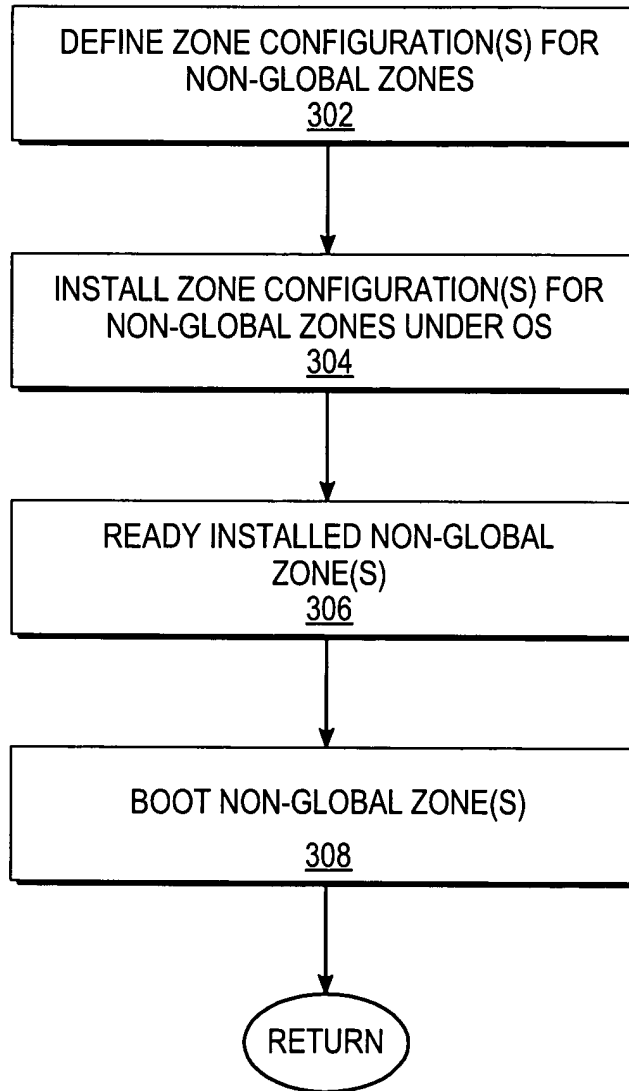 DEFINE ZONE CONFIGURATION(S) FOR
NON-GLOBAL ZONES
302
INSTALL ZONE CONFIGURATION(S) FOR
NON-GLOBAL ZONES UNDER OS
304
READY INSTALLED NON-GLOBAL
ZONE(S)
306
BOOT NON-GLOBAL ZONE(S)
308
RETURN